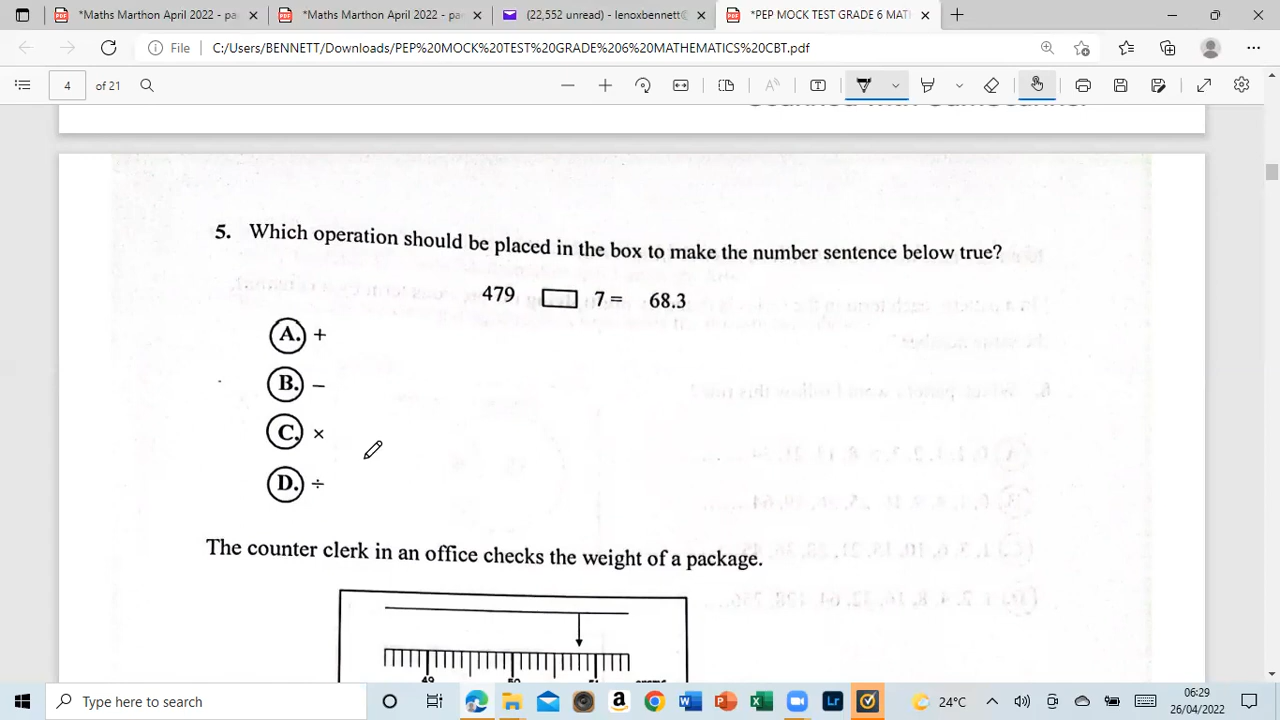 *Maths Marthon April 2022 - pa
*Maths Marthon April 2022 - pa
(22,552 unread) - lenoxbennett@
*PEP MOCK TEST GRADE 6 MATH
File
C:/Users/BENNETT/Downloads/PEP%20MOCK%20TEST%20GRADE%206%20MATHEMATICS%20CBT.pdf
4 of 21
5. Which operation should be placed in the box to make the number sentence below true?
479 7 = 68.3
A. +
B. −
C. ×
D. ÷
The counter clerk in an office checks the weight of a package.
Type here to search
24°C
06:29
26/04/2022